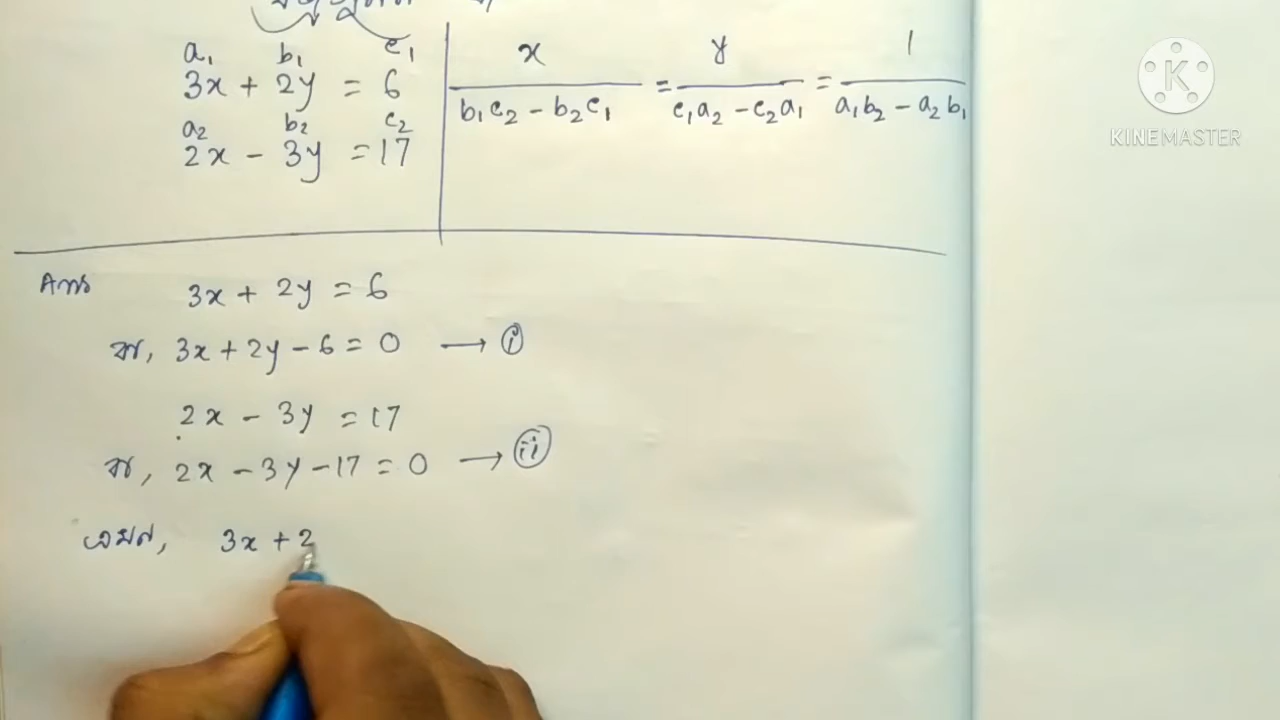 a₁ b₁ c₁
3x + 2y = 6
a₂ b₂ c₂
2x - 3y = 17
x / (b₁c₂ - b₂c₁) = y / (c₁a₂ - c₂a₁) = 1 / (a₁b₂ - a₂b₁)
KINEMASTER
Ans 3x + 2y = 6
বা, 3x + 2y - 6 = 0 → (i)
2x - 3y = 17
বা, 2x - 3y - 17 = 0 → (ii)
এখন, 3x + 2